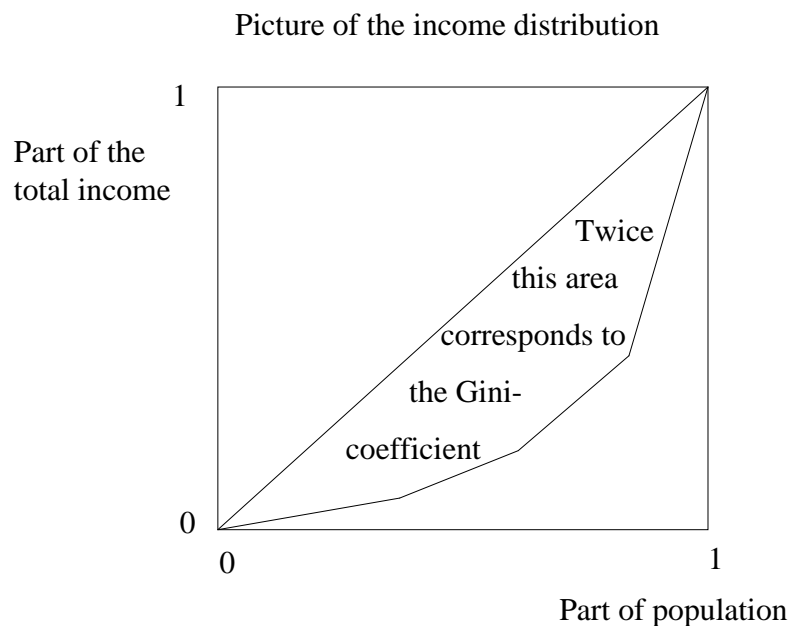 Picture of the income distribution
1
Part of the
total income
Twice
this area
corresponds to
the Gini-
coefficient
0
0
1
Part of population